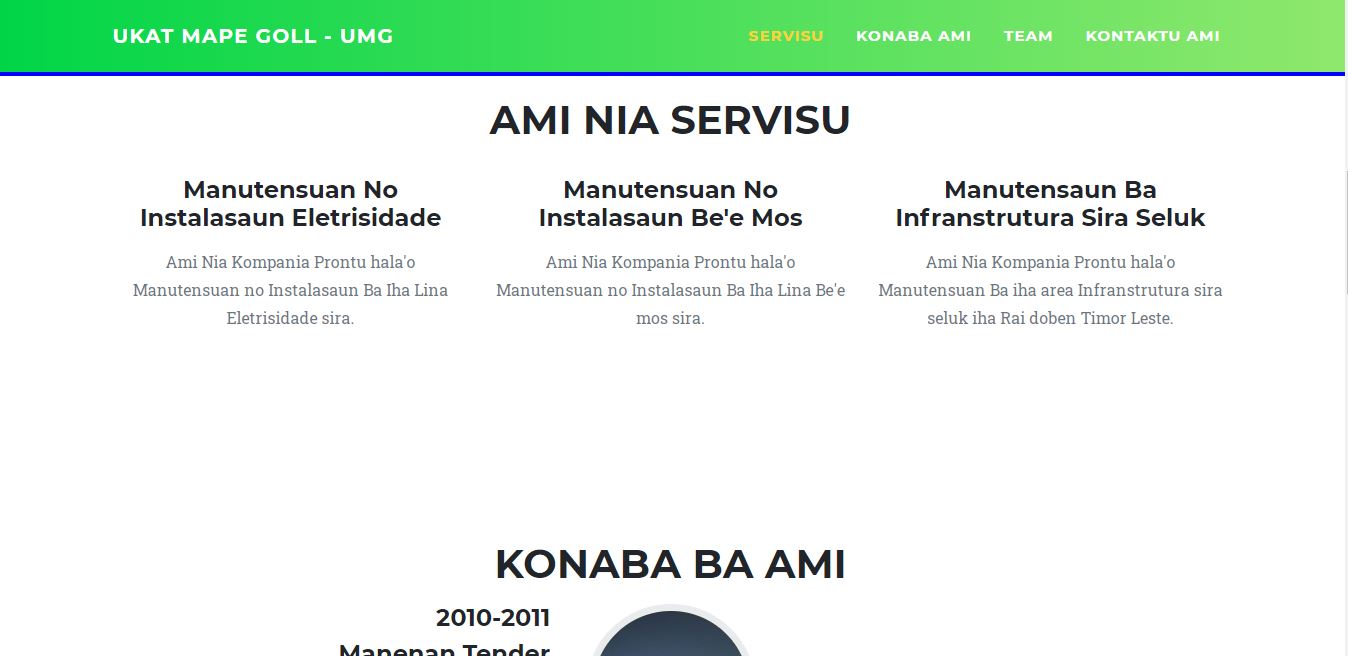 UKAT MAPE GOLL - UMG
SERVISU
KONABA AMI
TEAM
KONTAKTU AMI
AMI NIA SERVISU
Manutensuan No
Instalasaun Eletrisidade
Ami Nia Kompania Prontu hala'o
Manutensuan no Instalasaun Ba Iha Lina
Eletrisidade sira.
Manutensuan No
Instalasaun Be'e Mos
Ami Nia Kompania Prontu hala'o
Manutensuan no Instalasaun Ba Iha Lina Be'e
mos sira.
Manutensaun Ba
Infranstrutura Sira Seluk
Ami Nia Kompania Prontu hala'o
Manutensuan Ba iha area Infranstrutura sira
seluk iha Rai doben Timor Leste.
KONABA BA AMI
2010-2011
Manenan Tender